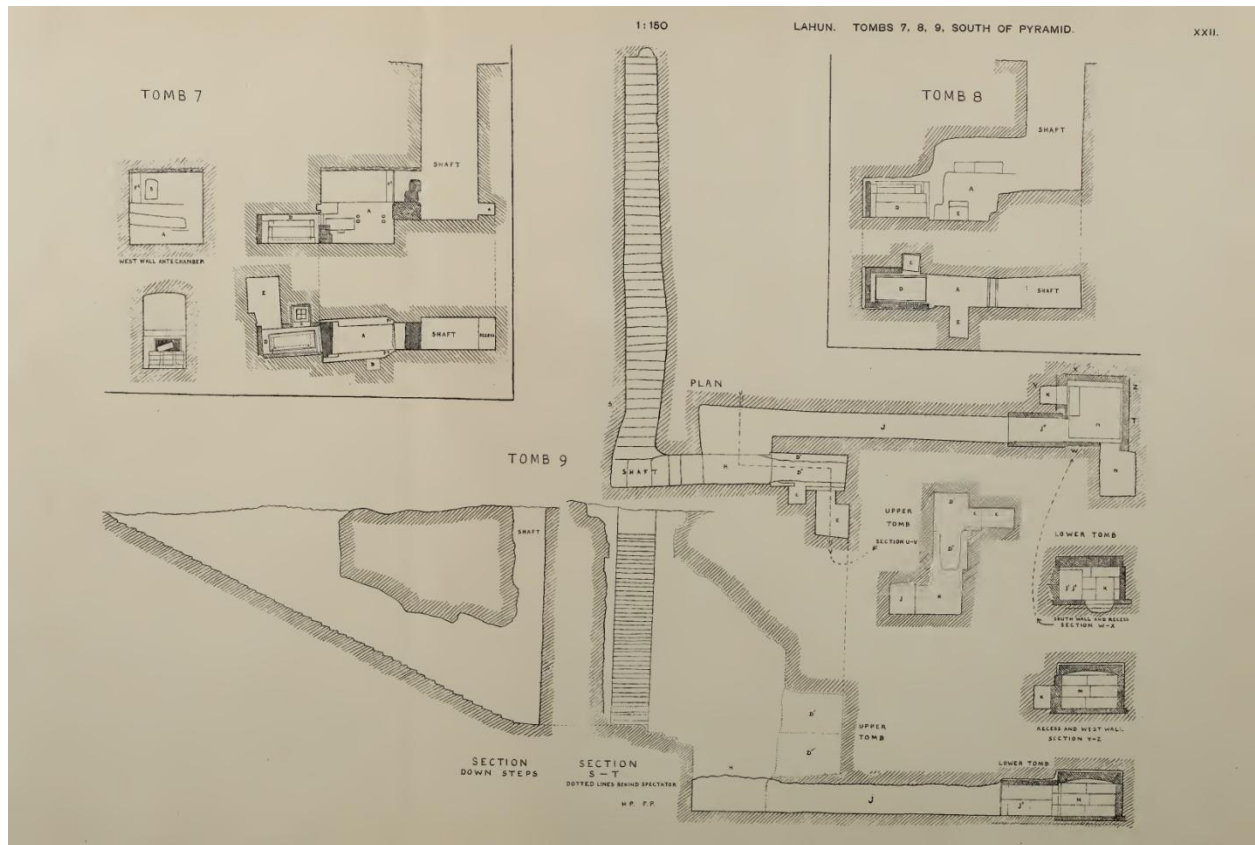 1:150
LAHUN. TOMBS 7, 8, 9, SOUTH OF PYRAMID.
XXII.
TOMB 7
SHAFT
A
WEST WALL ANTECHAMBER
D
A
E
D
A
SHAFT
B
TOMB 8
SHAFT
A
D
E
C
D
A
SHAFT
E
TOMB 9
PLAN
S
SHAFT
H
D'
D''
C
E
V
J
J'
K
Y
X
Z
T
W
N
UPPER
TOMB
SECTION U-V
D'
D''
J
LOWER TOMB
K
SOUTH WALL AND RECESS
SECTION W-X
K
RECESS AND WEST WALL.
SECTION Y-Z
SHAFT
SECTION
DOWN STEPS
SECTION
S-T
DOTTED LINES BEHIND SPECTATOR
H.P. F.P.
D'
D''
UPPER
TOMB
LOWER TOMB
H
J
J'